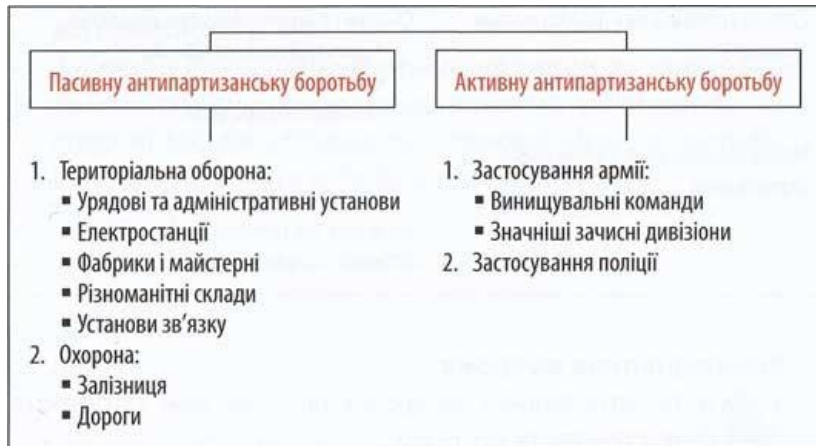 Пасивну антипартизанську боротьбу
Активну антипартизанську боротьбу
1. Територіальна оборона:
▪ Урядові та адміністративні установи
▪ Електростанції
▪ Фабрики і майстерні
▪ Різноманітні склади
▪ Установи зв’язку
2. Охорона:
▪ Залізниця
▪ Дороги
1. Застосування армії:
▪ Винищувальні команди
▪ Значніші зачисні дивізіони
2. Застосування поліції